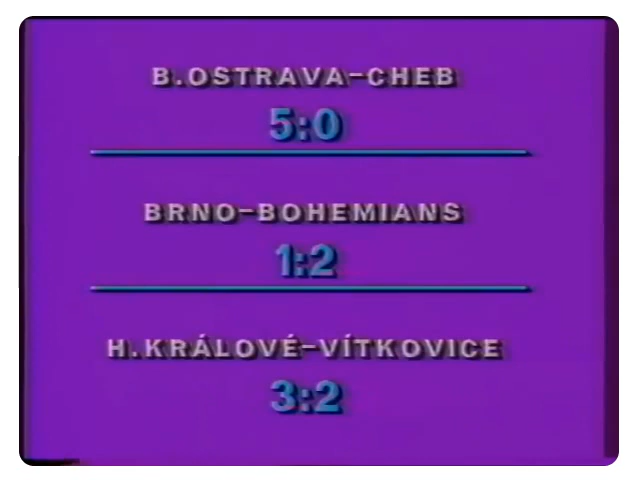 B.OSTRAVA-CHEB
5:0
BRNO-BOHEMIANS
1:2
H.KRÁLOVÉ-VÍTKOVICE
3:2